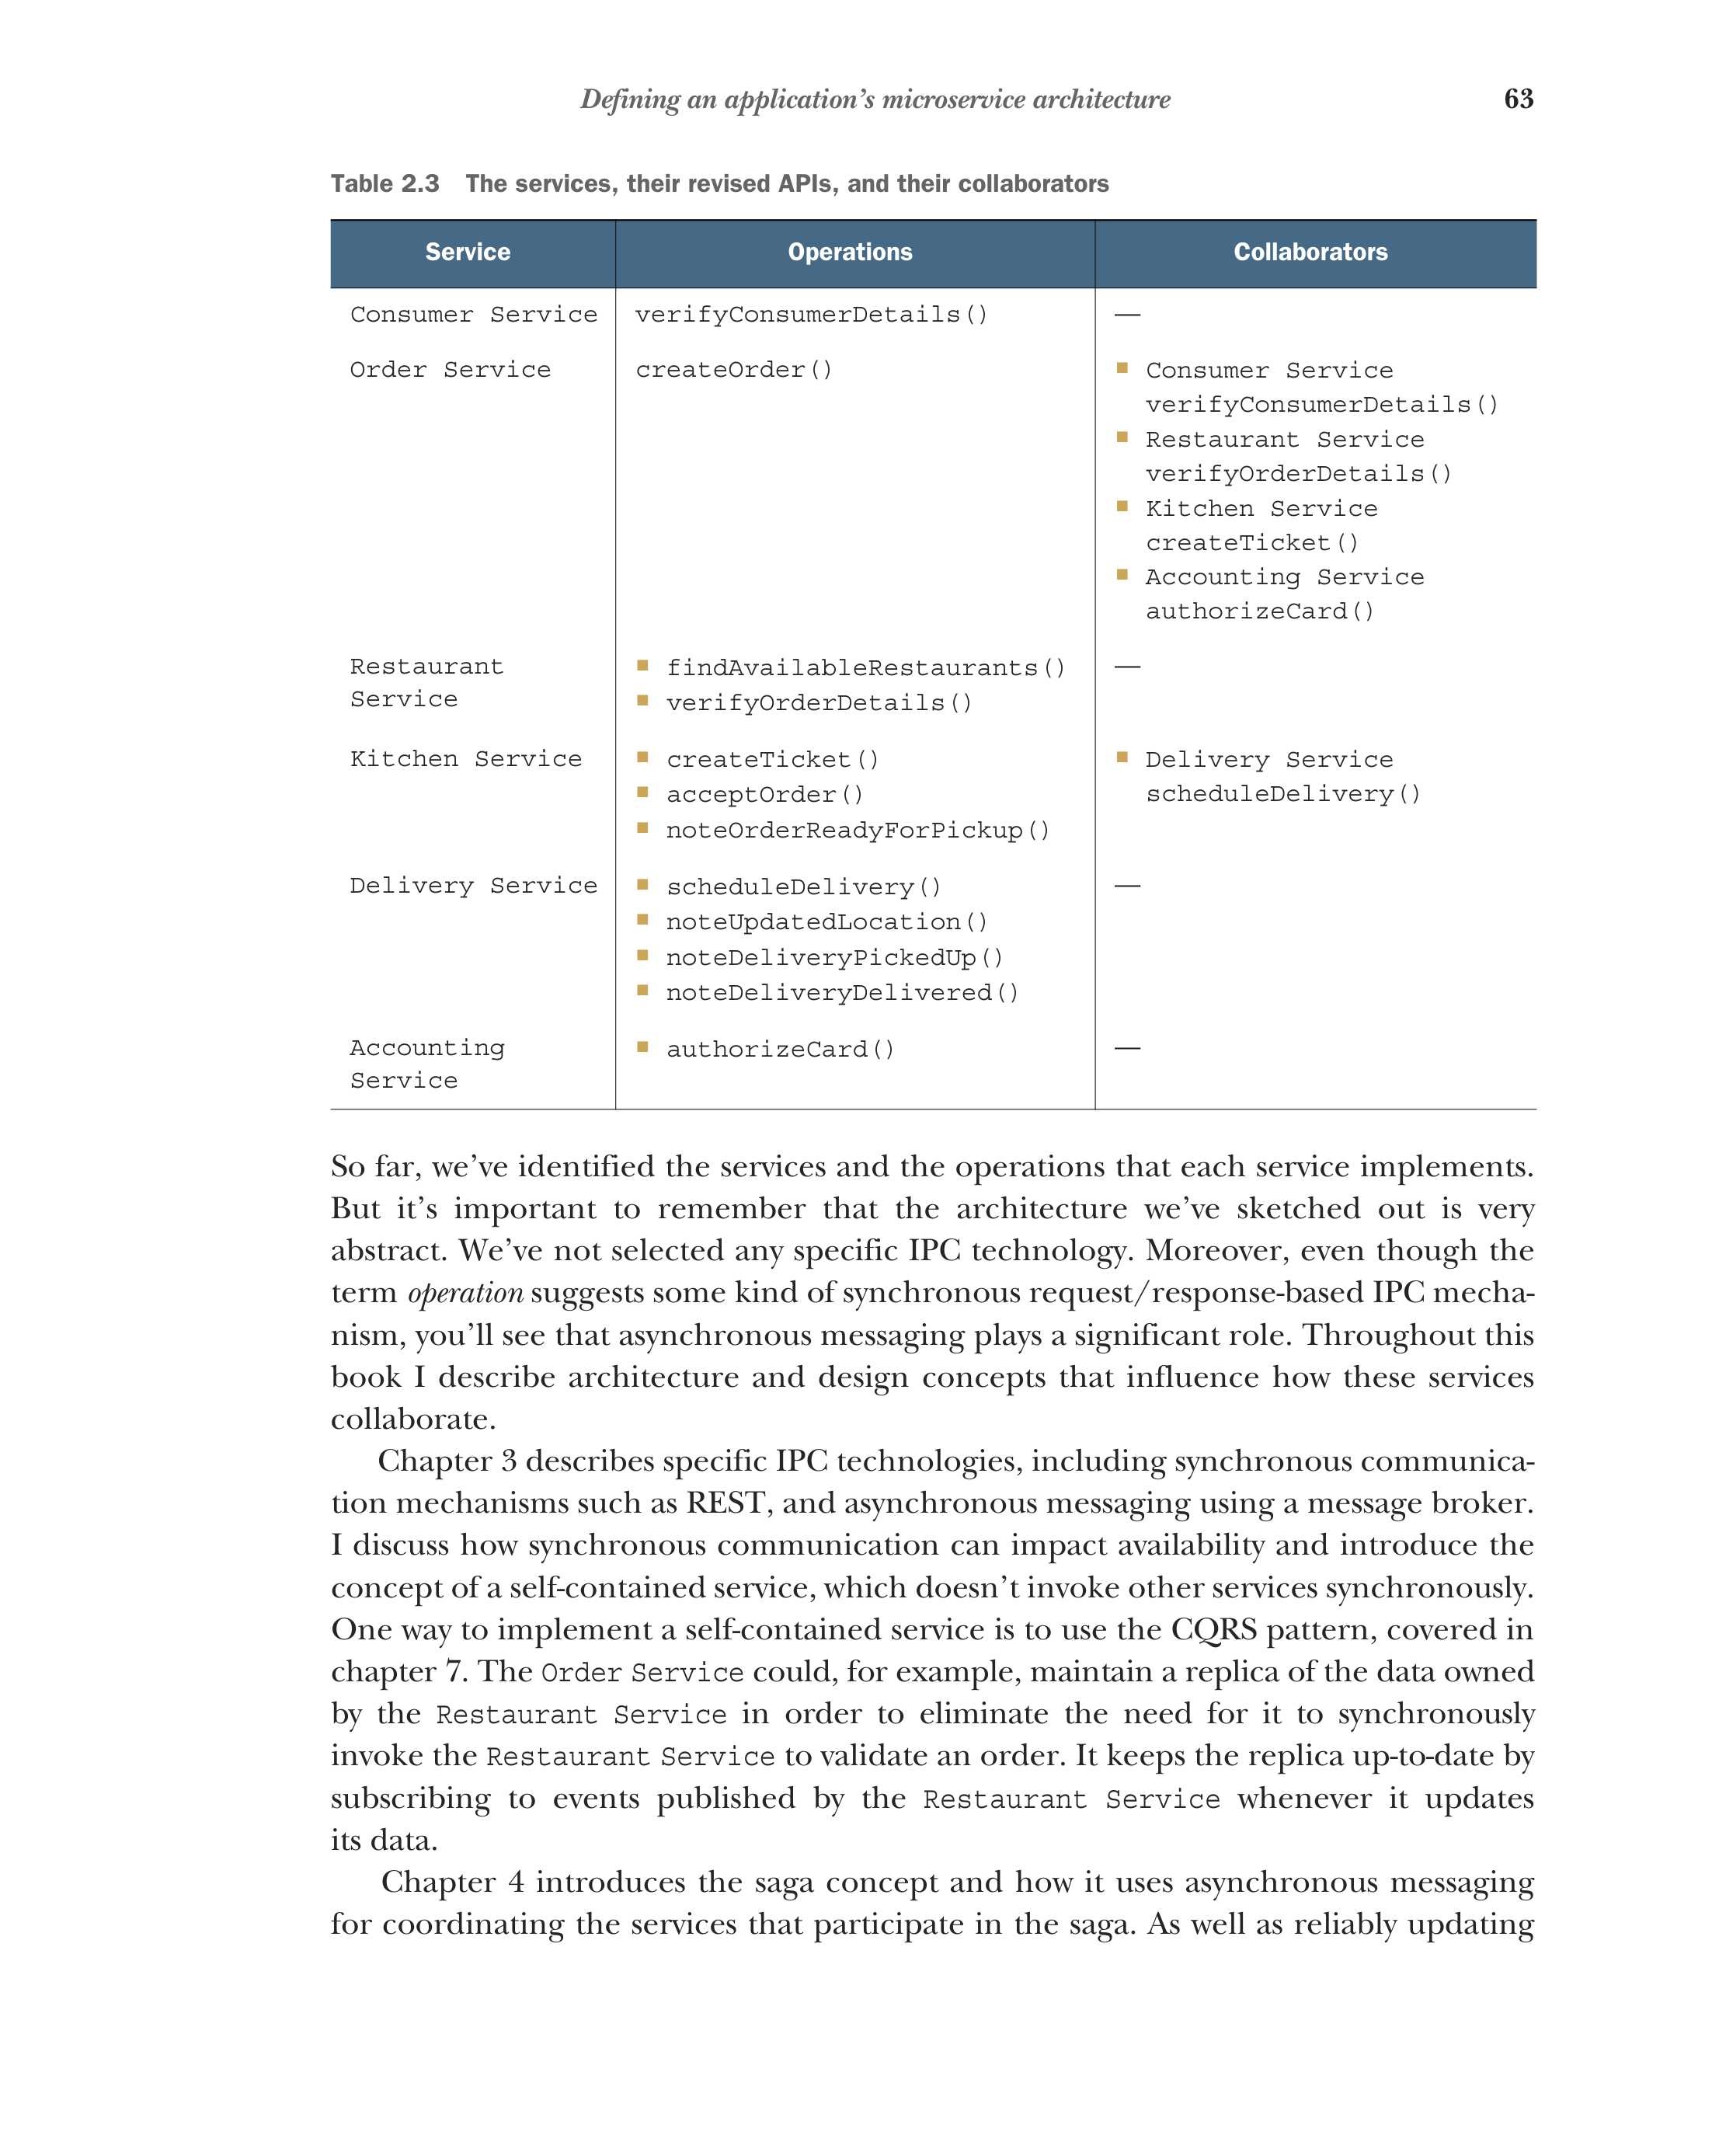 Defining an application’s microservice architecture 63
Table 2.3 The services, their revised APIs, and their collaborators
Service Operations Collaborators
Consumer Service verifyConsumerDetails() —
Order Service createOrder() ■ Consumer Service
verifyConsumerDetails()
■ Restaurant Service
verifyOrderDetails()
■ Kitchen Service
createTicket()
■ Accounting Service
authorizeCard()
Restaurant ■ findAvailableRestaurants() —
Service ■ verifyOrderDetails()
Kitchen Service ■ createTicket() ■ Delivery Service
■ acceptOrder() scheduleDelivery()
■ noteOrderReadyForPickup()
Delivery Service ■ scheduleDelivery() —
■ noteUpdatedLocation()
■ noteDeliveryPickedUp()
■ noteDeliveryDelivered()
Accounting ■ authorizeCard() —
Service
So far, we’ve identified the services and the operations that each service implements.
But it’s important to remember that the architecture we’ve sketched out is very
abstract. We’ve not selected any specific IPC technology. Moreover, even though the
term operation suggests some kind of synchronous request/response-based IPC mecha-
nism, you’ll see that asynchronous messaging plays a significant role. Throughout this
book I describe architecture and design concepts that influence how these services
collaborate.
Chapter 3 describes specific IPC technologies, including synchronous communica-
tion mechanisms such as REST, and asynchronous messaging using a message broker.
I discuss how synchronous communication can impact availability and introduce the
concept of a self-contained service, which doesn’t invoke other services synchronously.
One way to implement a self-contained service is to use the CQRS pattern, covered in
chapter 7. The Order Service could, for example, maintain a replica of the data owned
by the Restaurant Service in order to eliminate the need for it to synchronously
invoke the Restaurant Service to validate an order. It keeps the replica up-to-date by
subscribing to events published by the Restaurant Service whenever it updates
its data.
Chapter 4 introduces the saga concept and how it uses asynchronous messaging
for coordinating the services that participate in the saga. As well as reliably updating